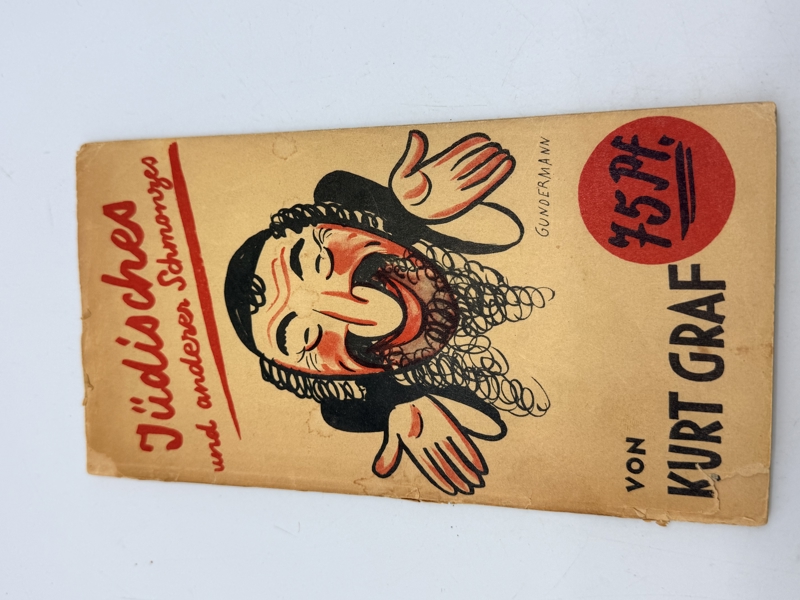 Jüdisches
und anderer Schmonzes
GUNDERMANN
75 Pf.
VON
KURT GRAF